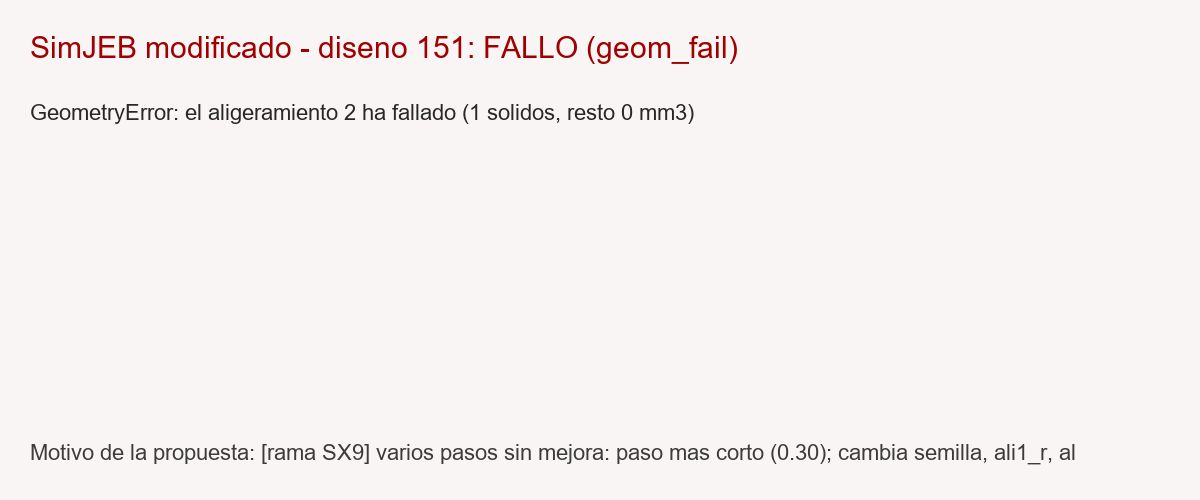 SimJEB modificado - diseno 151: FALLO (geom_fail)
GeometryError: el aligeramiento 2 ha fallado (1 solidos, resto 0 mm3)
Motivo de la propuesta: [rama SX9] varios pasos sin mejora: paso mas corto (0.30); cambia semilla, ali1_r, al